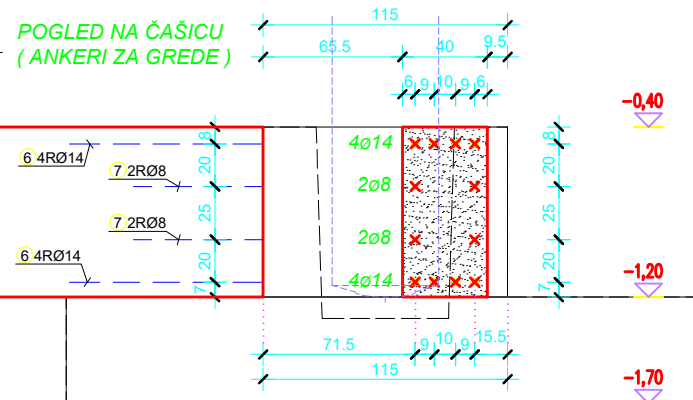 POGLED NA ČAŠICU
( ANKERI ZA GREDE )
115
65.5 40 9.5
6 9 10 9 6
-0,40
8 4ø14 8
6 4RØ14
20 20
7 2RØ8 2ø8
25 25
7 2RØ8 2ø8
6 4RØ14
20 20
4ø14
7 7
-1,20
71.5 9 10 9 15.5
115
-1,70